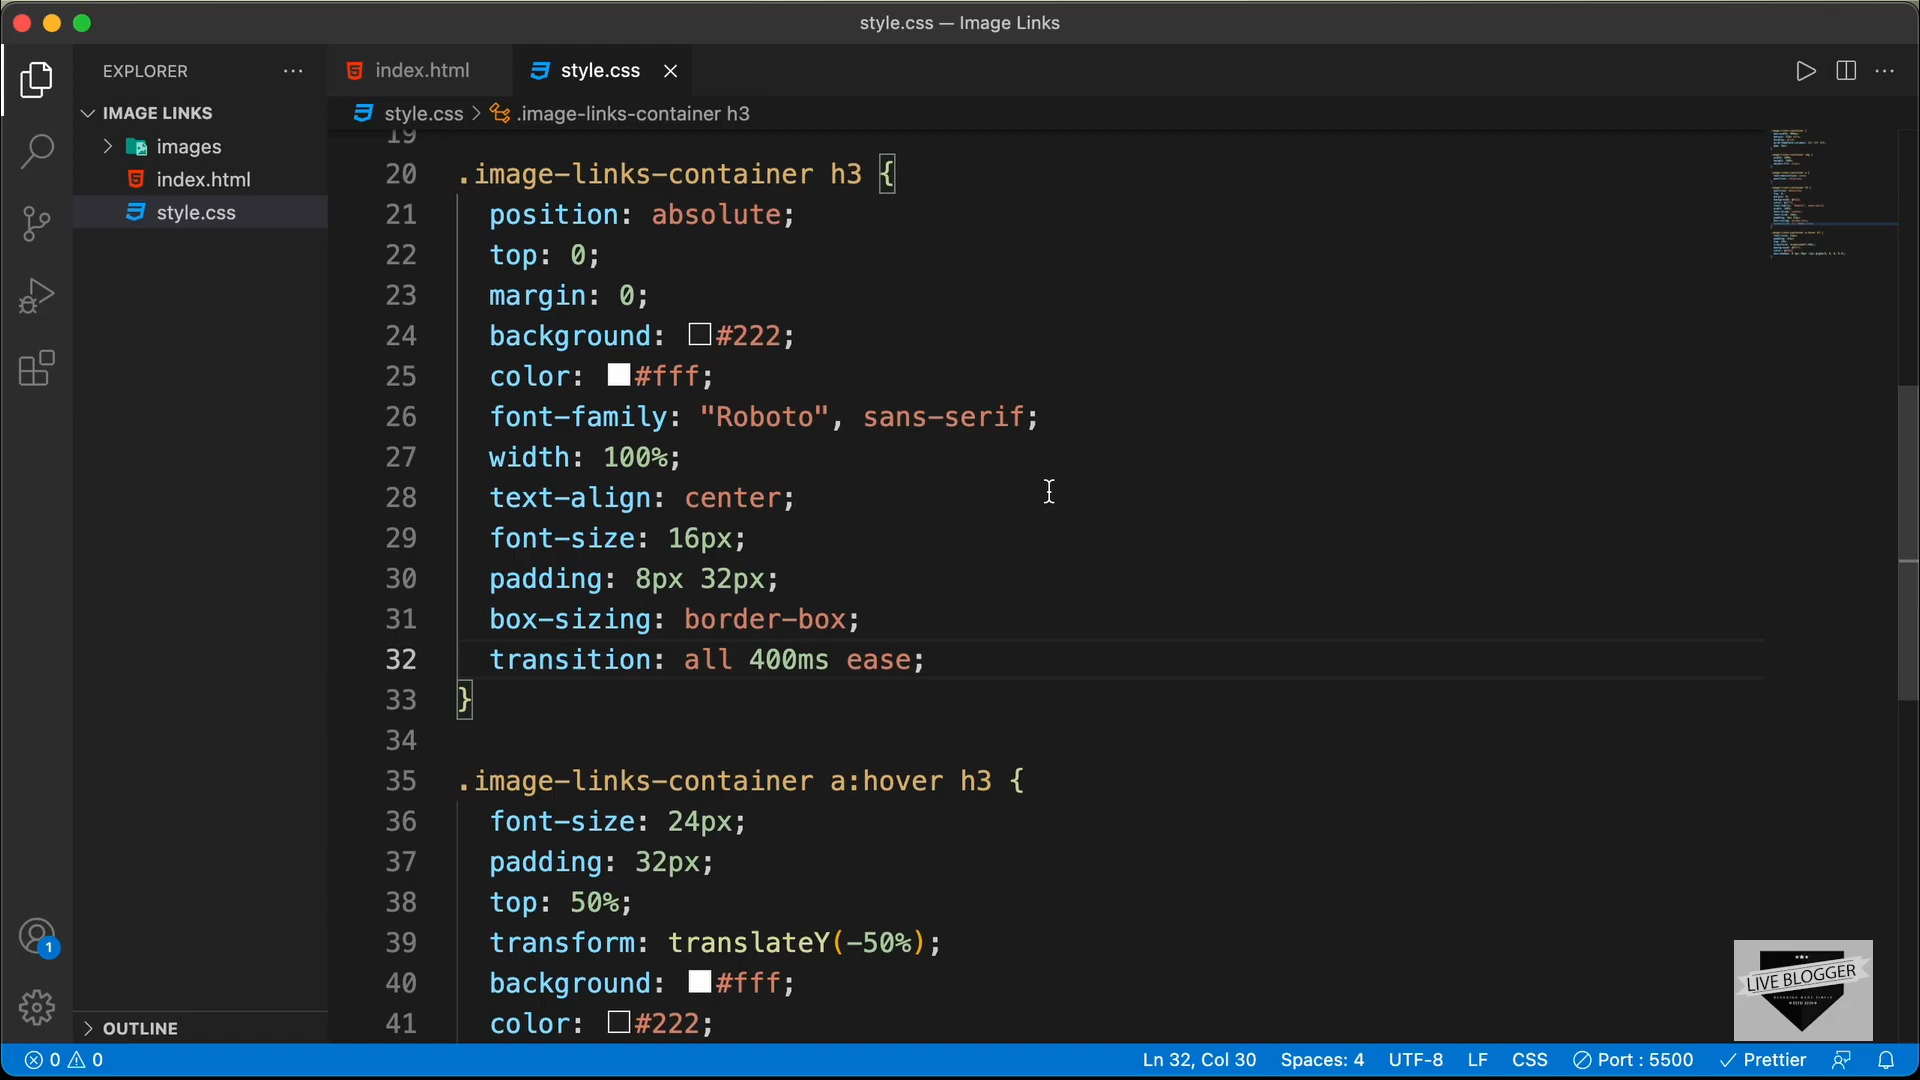 style.css — Image Links
EXPLORER
IMAGE LINKS
images
index.html
style.css
OUTLINE
index.html
style.css
style.css > .image-links-container h3
19
20 .image-links-container h3 {
21 position: absolute;
22 top: 0;
23 margin: 0;
24 background: #222;
25 color: #fff;
26 font-family: "Roboto", sans-serif;
27 width: 100%;
28 text-align: center;
29 font-size: 16px;
30 padding: 8px 32px;
31 box-sizing: border-box;
32 transition: all 400ms ease;
33 }
34
35 .image-links-container a:hover h3 {
36 font-size: 24px;
37 padding: 32px;
38 top: 50%;
39 transform: translateY(-50%);
40 background: #fff;
41 color: #222;
1
LIVE BLOGGER
0 0
Ln 32, Col 30 Spaces: 4 UTF-8 LF CSS Port : 5500 Prettier